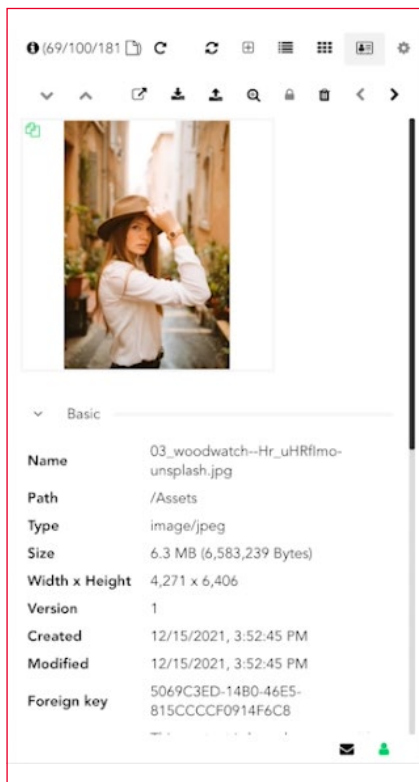 (69/100/181
Basic
Name 03_woodwatch--Hr_uHRflmo-
unsplash.jpg
Path /Assets
Type image/jpeg
Size 6.3 MB (6,583,239 Bytes)
Width x Height 4,271 x 6,406
Version 1
Created 12/15/2021, 3:52:45 PM
Modified 12/15/2021, 3:52:45 PM
Foreign key 5069C3ED-14B0-46E5-
815CCCCF0914F6C8